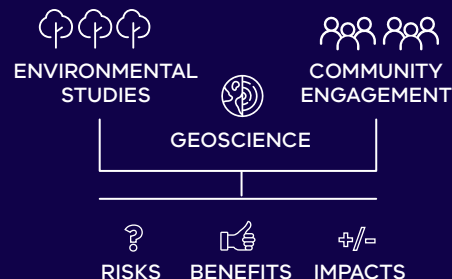 ENVIRONMENTAL
STUDIES
COMMUNITY
ENGAGEMENT
GEOSCIENCE
?
+/-
RISKS
BENEFITS
IMPACTS